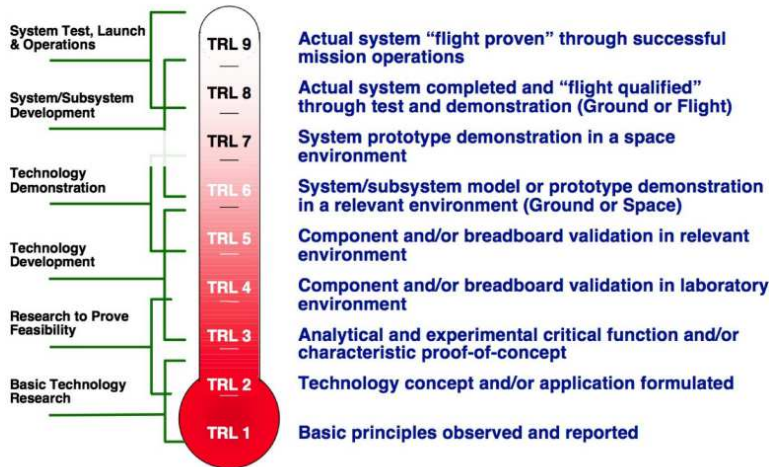 System Test, Launch
& Operations
System/Subsystem
Development
Technology
Demonstration
Technology
Development
Research to Prove
Feasibility
Basic Technology
Research
TRL 9
TRL 8
TRL 7
TRL 6
TRL 5
TRL 4
TRL 3
TRL 2
TRL 1
Actual system “flight proven” through successful
mission operations
Actual system completed and “flight qualified”
through test and demonstration (Ground or Flight)
System prototype demonstration in a space
environment
System/subsystem model or prototype demonstration
in a relevant environment (Ground or Space)
Component and/or breadboard validation in relevant
environment
Component and/or breadboard validation in laboratory
environment
Analytical and experimental critical function and/or
characteristic proof-of-concept
Technology concept and/or application formulated
Basic principles observed and reported